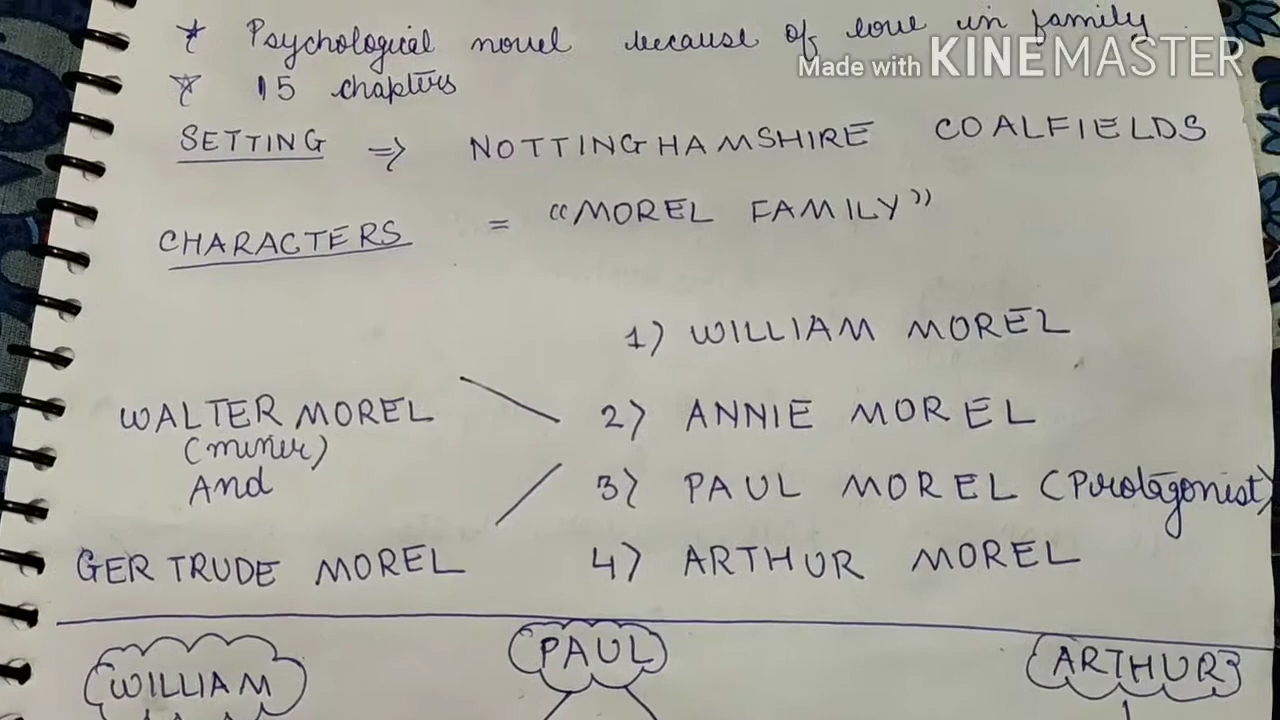 ☆ Psychological novel because of love in family
Made with KINEMASTER
☆ 15 chapters
SETTING ⇒ NOTTINGHAMSHIRE COALFIELDS
CHARACTERS = "MOREL FAMILY"
1) WILLIAM MOREL
WALTER MOREL
(miner)
And
GERTRUDE MOREL
2) ANNIE MOREL
3) PAUL MOREL (Protagonist)
4) ARTHUR MOREL
WILLIAM
PAUL
ARTHUR